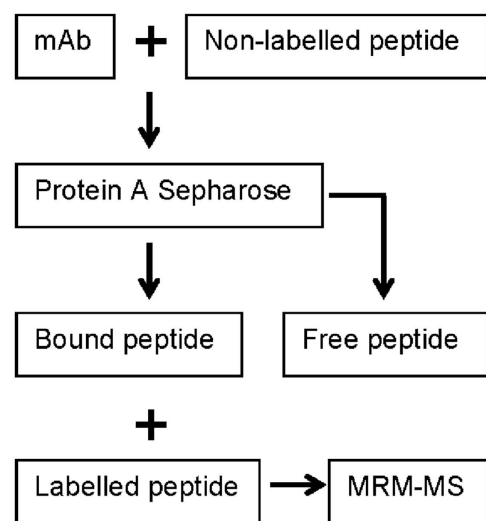 mAb + Non-labelled peptide
Protein A Sepharose
Bound peptide Free peptide
+
Labelled peptide MRM-MS